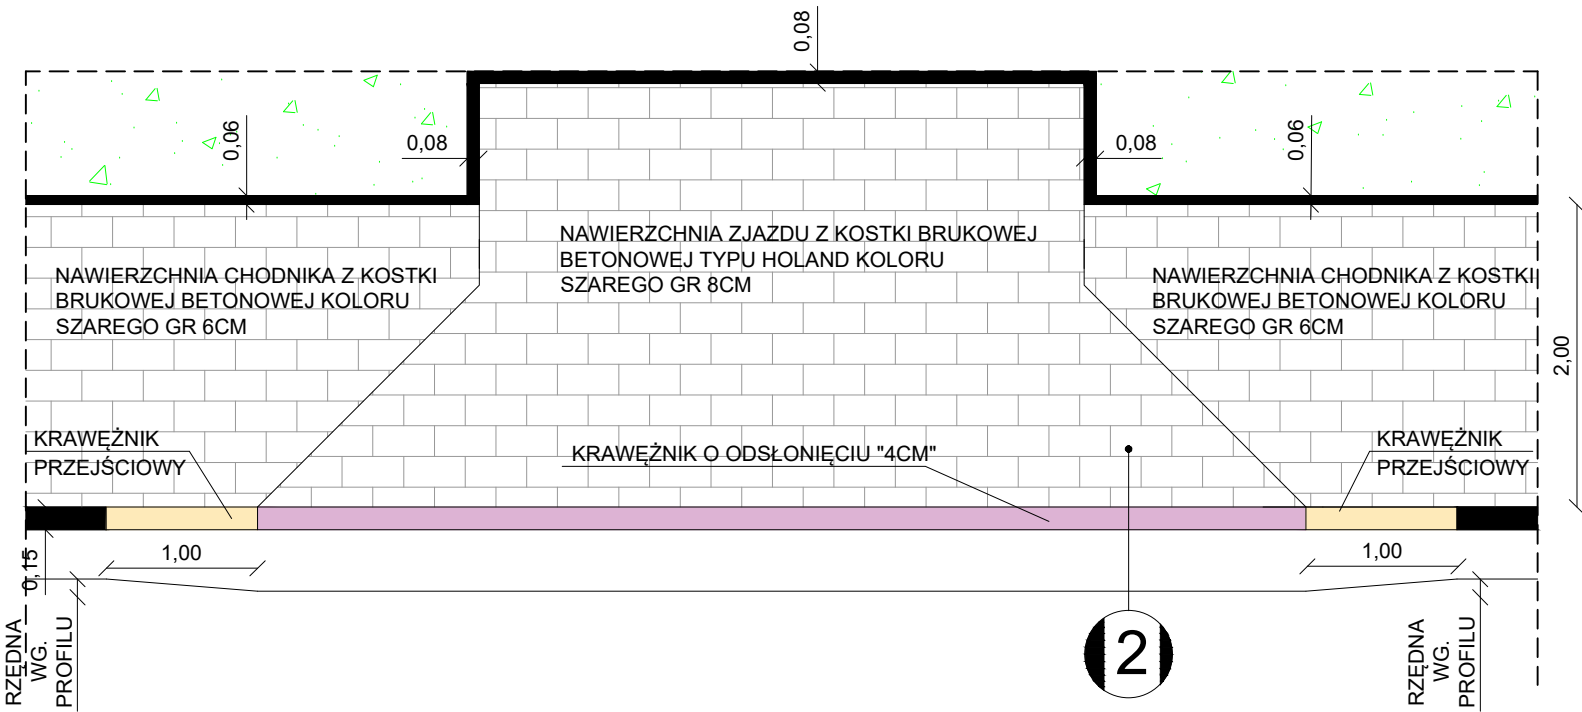 0,08
0,06
0,08
0,08
0,06
NAWIERZCHNIA ZJAZDU Z KOSTKI BRUKOWEJ
BETONOWEJ TYPU HOLAND KOLORU
SZAREGO GR 8CM
NAWIERZCHNIA CHODNIKA Z KOSTKI
BRUKOWEJ BETONOWEJ KOLORU
SZAREGO GR 6CM
NAWIERZCHNIA CHODNIKA Z KOSTKI
BRUKOWEJ BETONOWEJ KOLORU
SZAREGO GR 6CM
2,00
KRAWĘŻNIK
PRZEJŚCIOWY
KRAWĘŻNIK O ODSŁONIĘCIU "4CM"
KRAWĘŻNIK
PRZEJŚCIOWY
0,15
1,00
1,00
RZĘDNA
WG.
PROFILU
2
RZĘDNA
WG.
PROFILU